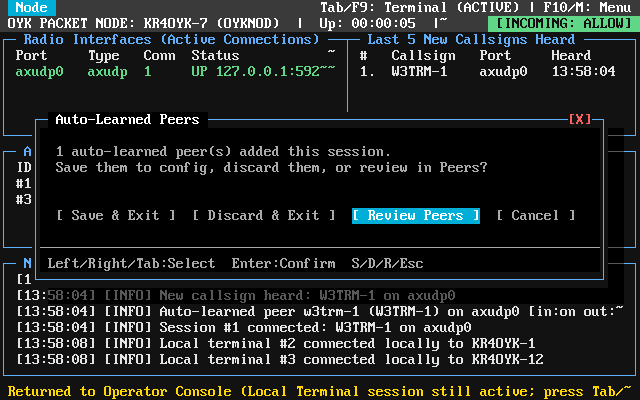 Node Tab/F9: Terminal (ACTIVE) | F10/M: Menu
OYK PACKET NODE: KR4OYK-7 (OYKNOD) | Up: 00:00:05 |~ [INCOMING: ALLOW]
Radio Interfaces (Active Connections)
Port Type Conn Status ~
axudp0 axudp 1 UP 127.0.0.1:592~~
Last 5 New Callsigns Heard
# Callsign Port Heard
1. W3TRM-1 axudp0 13:58:04
Auto-Learned Peers [X]
1 auto-learned peer(s) added this session.
Save them to config, discard them, or review in Peers?
[ Save & Exit ] [ Discard & Exit ] [ Review Peers ] [ Cancel ]
Left/Right/Tab:Select Enter:Confirm S/D/R/Esc
A
ID
#1
#3
N
[1
[13:58:04] [INFO] New callsign heard: W3TRM-1 on axudp0
[13:58:04] [INFO] Auto-learned peer w3trm-1 (W3TRM-1) on axudp0 [in:on out:~
[13:58:04] [INFO] Session #1 connected: W3TRM-1 on axudp0
[13:58:08] [INFO] Local terminal #2 connected locally to KR4OYK-1
[13:58:08] [INFO] Local terminal #3 connected locally to KR4OYK-12
Returned to Operator Console (Local Terminal session still active; press Tab/~